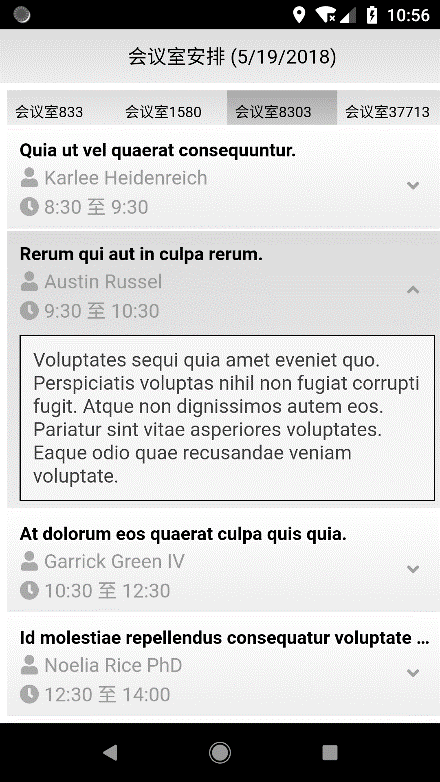 10:56
会议室安排 (5/19/2018)
会议室833 会议室1580 会议室8303 会议室37713
Quia ut vel quaerat consequuntur.
Karlee Heidenreich
8:30 至 9:30
Rerum qui aut in culpa rerum.
Austin Russel
9:30 至 10:30
Voluptates sequi quia amet eveniet quo.
Perspiciatis voluptas nihil non fugiat corrupti
fugit. Atque non dignissimos autem eos.
Pariatur sint vitae asperiores voluptates.
Eaque odio quae recusandae veniam
voluptate.
At dolorum eos quaerat culpa quis quia.
Garrick Green IV
10:30 至 12:30
Id molestiae repellendus consequatur voluptate ...
Noelia Rice PhD
12:30 至 14:00